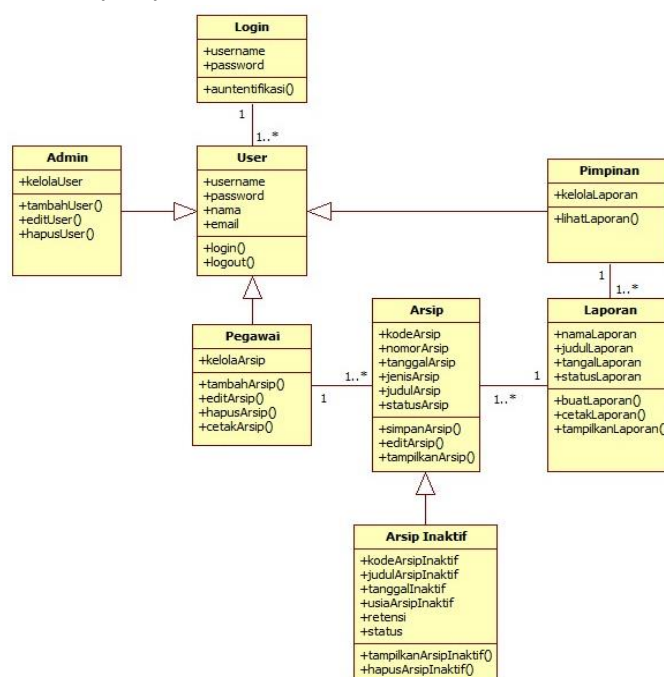 Login
+username
+password
+auntentifikasi()
1
1..*
Admin
+kelolaUser
+tambahUser()
+editUser()
+hapusUser()
User
+username
+password
+nama
+email
+login()
+logout()
Pimpinan
+kelolaLaporan
+lihatLaporan()
1
1..*
Pegawai
+kelolaArsip
+tambahArsip()
+editArsip()
+hapusArsip()
+cetakArsip()
1..*
1
Arsip
+kodeArsip
+nomorArsip
+tanggalArsip
+jenisArsip
+judulArsip
+statusArsip
+simpanArsip()
+editArsip()
+tampilkanArsip()
1
1..*
Laporan
+namaLaporan
+judulLaporan
+tangalLaporan
+statusLaporan
+buatLaporan()
+cetakLaporan()
+tampilkanLaporan()
Arsip Inaktif
+kodeArsipInaktif
+judulArsipInaktif
+tanggalInaktif
+usiaArsipInaktif
+retensi
+status
+tampilkanArsipInaktif()
+hapusArsipInaktif()